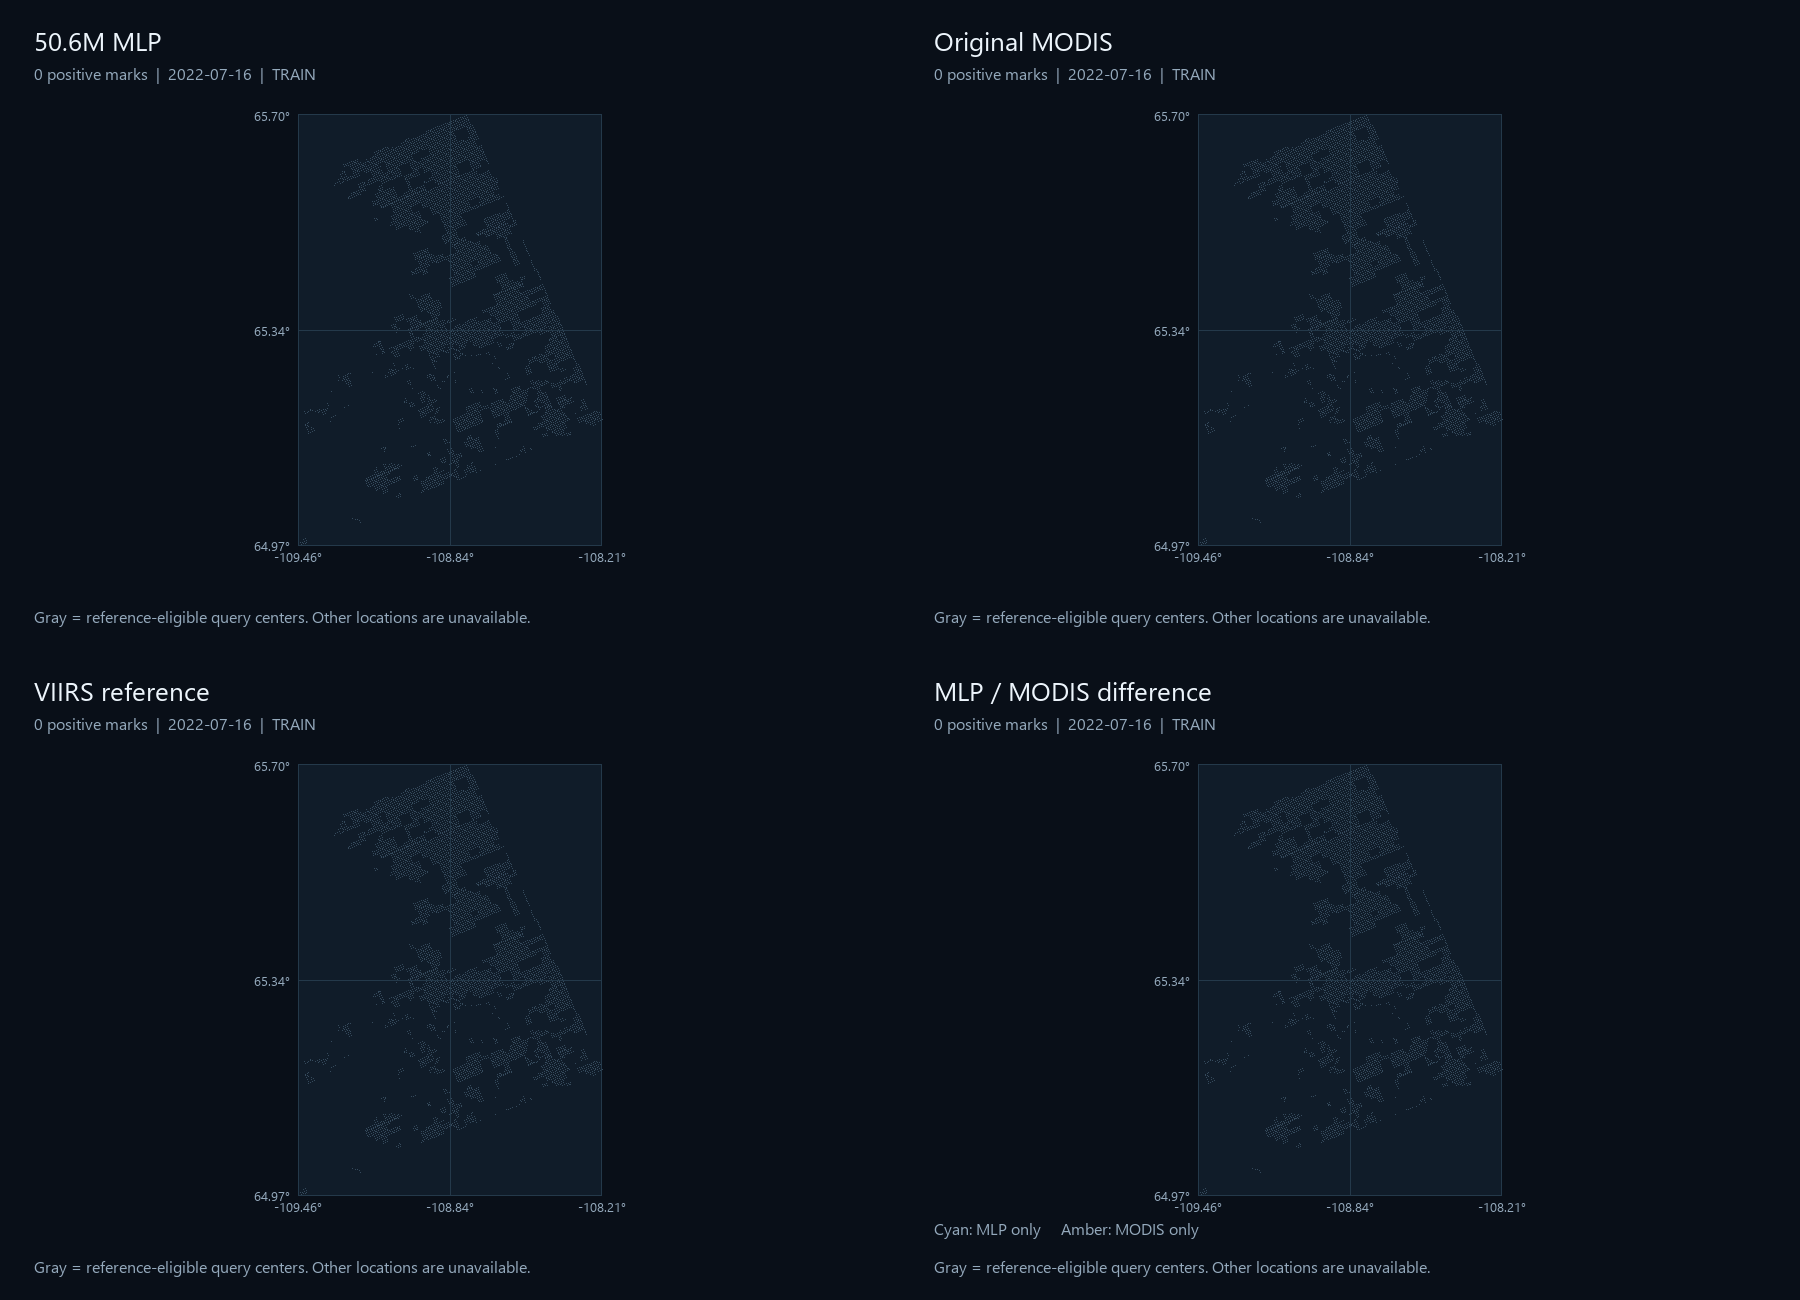 50.6M MLP
0 positive marks | 2022-07-16 | TRAIN
65.70°
65.34°
64.97°
-109.46°
-108.84°
-108.21°
Gray = reference-eligible query centers. Other locations are unavailable.
Original MODIS
0 positive marks | 2022-07-16 | TRAIN
65.70°
65.34°
64.97°
-109.46°
-108.84°
-108.21°
Gray = reference-eligible query centers. Other locations are unavailable.
VIIRS reference
0 positive marks | 2022-07-16 | TRAIN
65.70°
65.34°
64.97°
-109.46°
-108.84°
-108.21°
Gray = reference-eligible query centers. Other locations are unavailable.
MLP / MODIS difference
0 positive marks | 2022-07-16 | TRAIN
65.70°
65.34°
64.97°
-109.46°
-108.84°
-108.21°
Cyan: MLP only Amber: MODIS only
Gray = reference-eligible query centers. Other locations are unavailable.